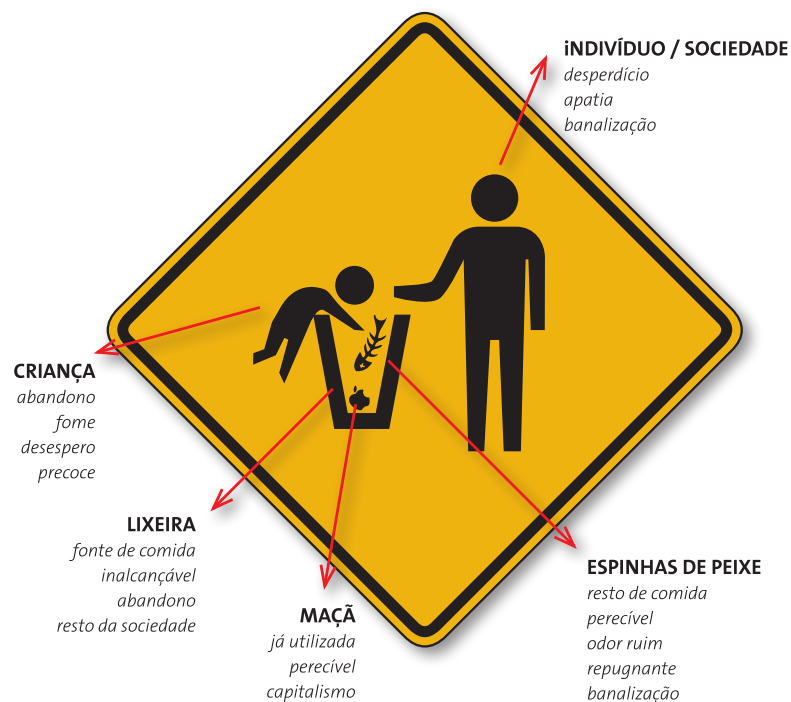 iNDIVÍDUO / SOCIEDADE
desperdício
apatia
banalização
CRIANÇA
abandono
fome
desespero
precoce
LIXEIRA
fonte de comida
inalcançável
abandono
resto da sociedade
MAÇÃ
já utilizada
perecível
capitalismo
ESPINHAS DE PEIXE
resto de comida
perecível
odor ruim
repugnante
banalização